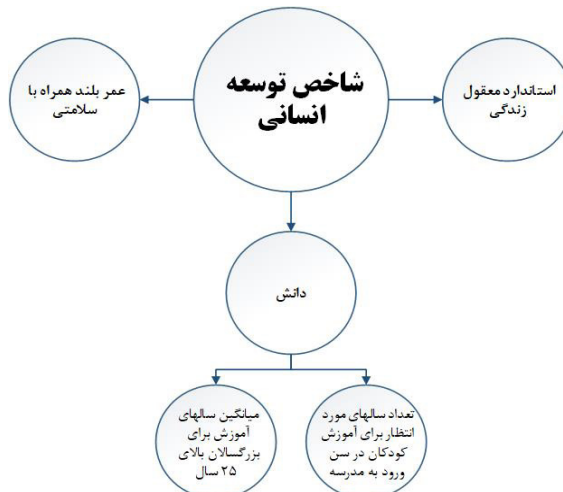 شاخص توسعه
انسانی
استاندارد معقول
زندگی
عمر بلند همراه با
سلامتی
دانش
تعداد سالهای مورد
انتظار برای آموزش
کودکان در سن
ورود به مدرسه
میانگین سالهای
آموزش برای
بزرگسالان بالای
۲۵ سال